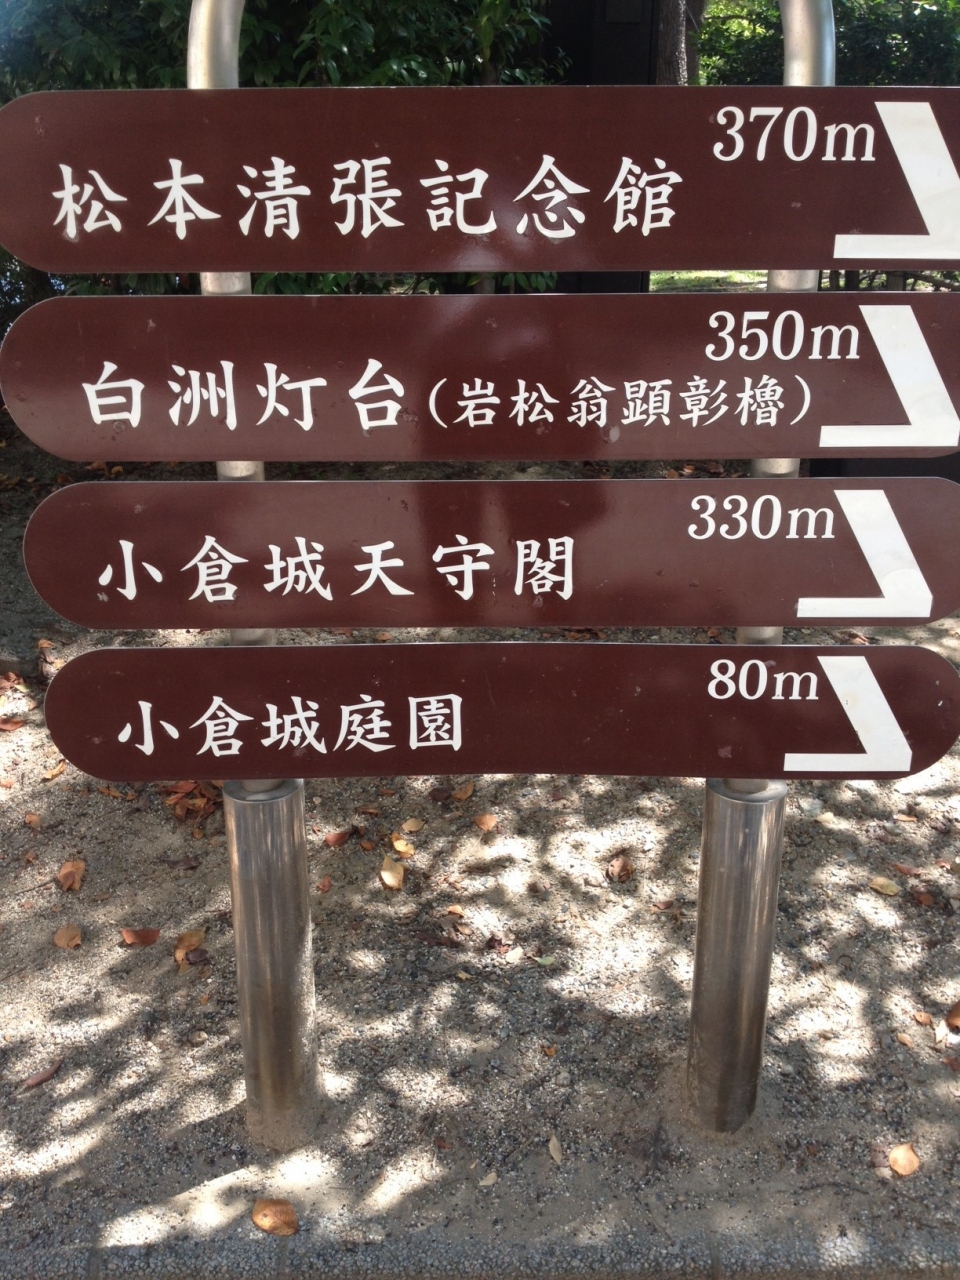 370m
松本清張記念館
350m
白洲灯台(岩松翁顕彰櫓)
330m
小倉城天守閣
80m
小倉城庭園